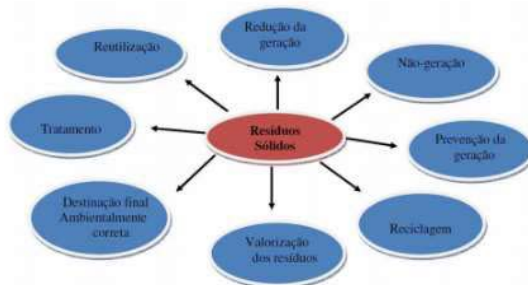 Redução da
geração
Reutilização
Não-geração
Tratamento
Resíduos
Sólidos
Prevenção da
geração
Destinação final
Ambientalmente
correta
Valorização
dos resíduos
Reciclagem